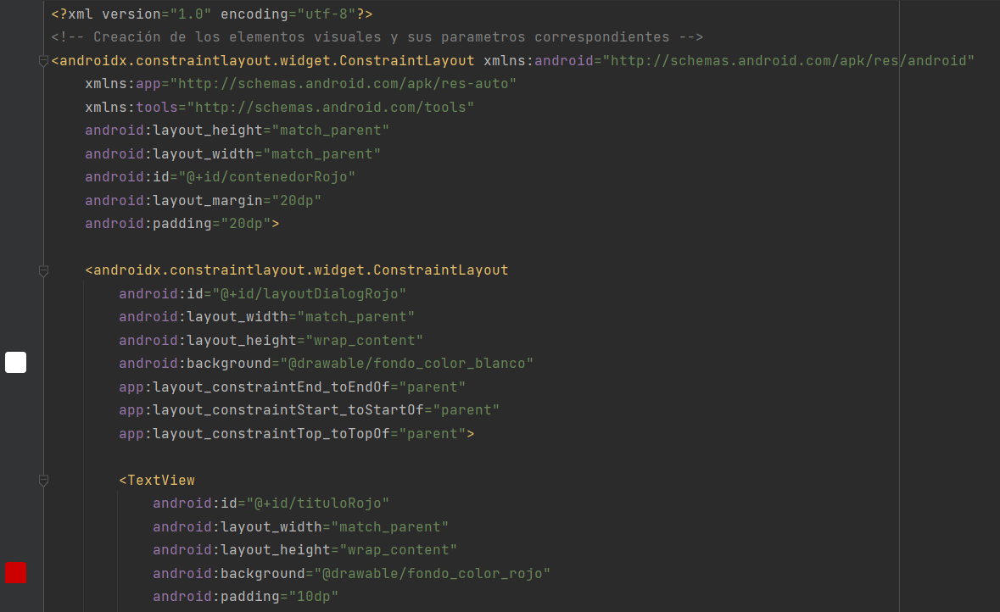 <?xml version="1.0" encoding="utf-8"?>
<!-- Creación de los elementos visuales y sus parametros correspondientes -->
<androidx.constraintlayout.widget.ConstraintLayout xmlns:android="http://schemas.android.com/apk/res/android"
    xmlns:app="http://schemas.android.com/apk/res-auto"
    xmlns:tools="http://schemas.android.com/tools"
    android:layout_height="match_parent"
    android:layout_width="match_parent"
    android:id="@+id/contenedorRojo"
    android:layout_margin="20dp"
    android:padding="20dp">

    <androidx.constraintlayout.widget.ConstraintLayout
        android:id="@+id/layoutDialogRojo"
        android:layout_width="match_parent"
        android:layout_height="wrap_content"
        android:background="@drawable/fondo_color_blanco"
        app:layout_constraintEnd_toEndOf="parent"
        app:layout_constraintStart_toStartOf="parent"
        app:layout_constraintTop_toTopOf="parent">

        <TextView
            android:id="@+id/tituloRojo"
            android:layout_width="match_parent"
            android:layout_height="wrap_content"
            android:background="@drawable/fondo_color_rojo"
            android:padding="10dp"